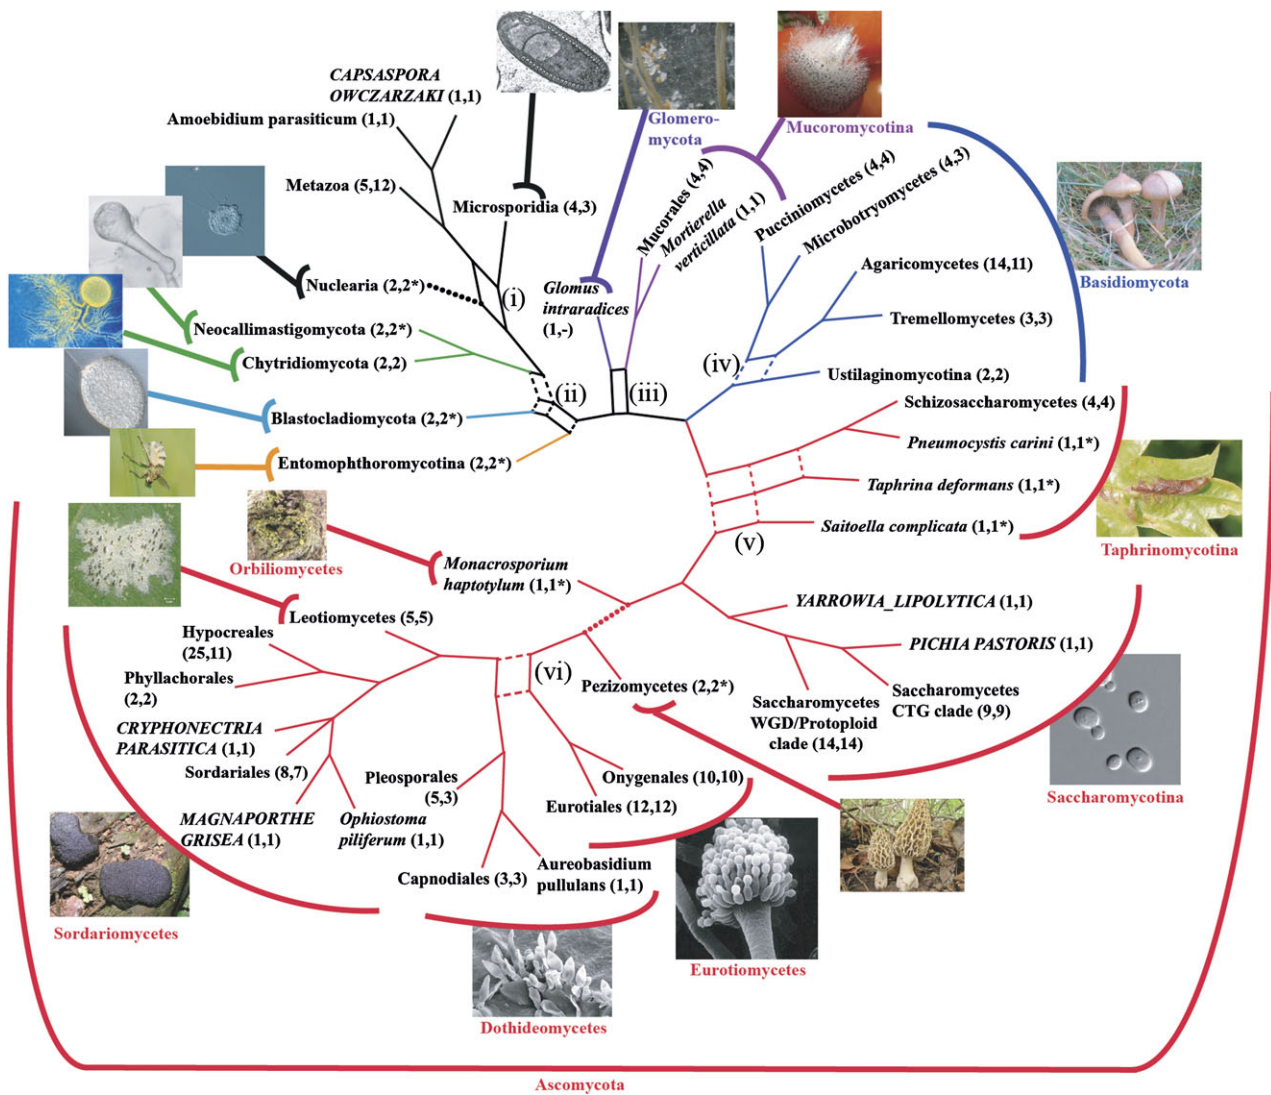 CAPSASPORA
OWCZARZAKI (1,1)
Amoebidium parasiticum (1,1)
Metazoa (5,12)
Microsporidia (4,3)
Glomero-
mycota
Mucoromycotina
Mucorales (4,4)
Mortierella
verticillata (1,1)
Pucciniomycetes (4,4)
Microbotryomycetes (4,3)
Agaricomycetes (14,11)
Basidiomycota
Tremellomycetes (3,3)
Ustilaginomycotina (2,2)
Nuclearia (2,2*)
(i)
Glomus
intraradices
(1,-)
Neocallimastigomycota (2,2*)
Chytridiomycota (2,2)
(ii)
(iii)
(iv)
Blastocladiomycota (2,2*)
Entomophthoromycotina (2,2*)
Schizosaccharomycetes (4,4)
Pneumocystis carini (1,1*)
Taphrina deformans (1,1*)
Saitoella complicata (1,1*)
(v)
Taphrinomycotina
Orbiliomycetes
Monacrosporium
haptotylum (1,1*)
YARROWIA_LIPOLYTICA (1,1)
PICHIA PASTORIS (1,1)
Saccharomycetes
CTG clade (9,9)
Saccharomycetes
WGD/Protoploid
clade (14,14)
Saccharomycotina
Leotiomycetes (5,5)
Hypocreales
(25,11)
Phyllachorales
(2,2)
CRYPHONECTRIA
PARASITICA (1,1)
Sordariales (8,7)
MAGNAPORTHE
GRISEA (1,1)
Ophiostoma
piliferum (1,1)
(vi)
Pezizomycetes (2,2*)
Pleosporales
(5,3)
Onygenales (10,10)
Eurotiales (12,12)
Capnodiales (3,3)
Aureobasidium
pullulans (1,1)
Sordariomycetes
Eurotiomycetes
Dothideomycetes
Ascomycota